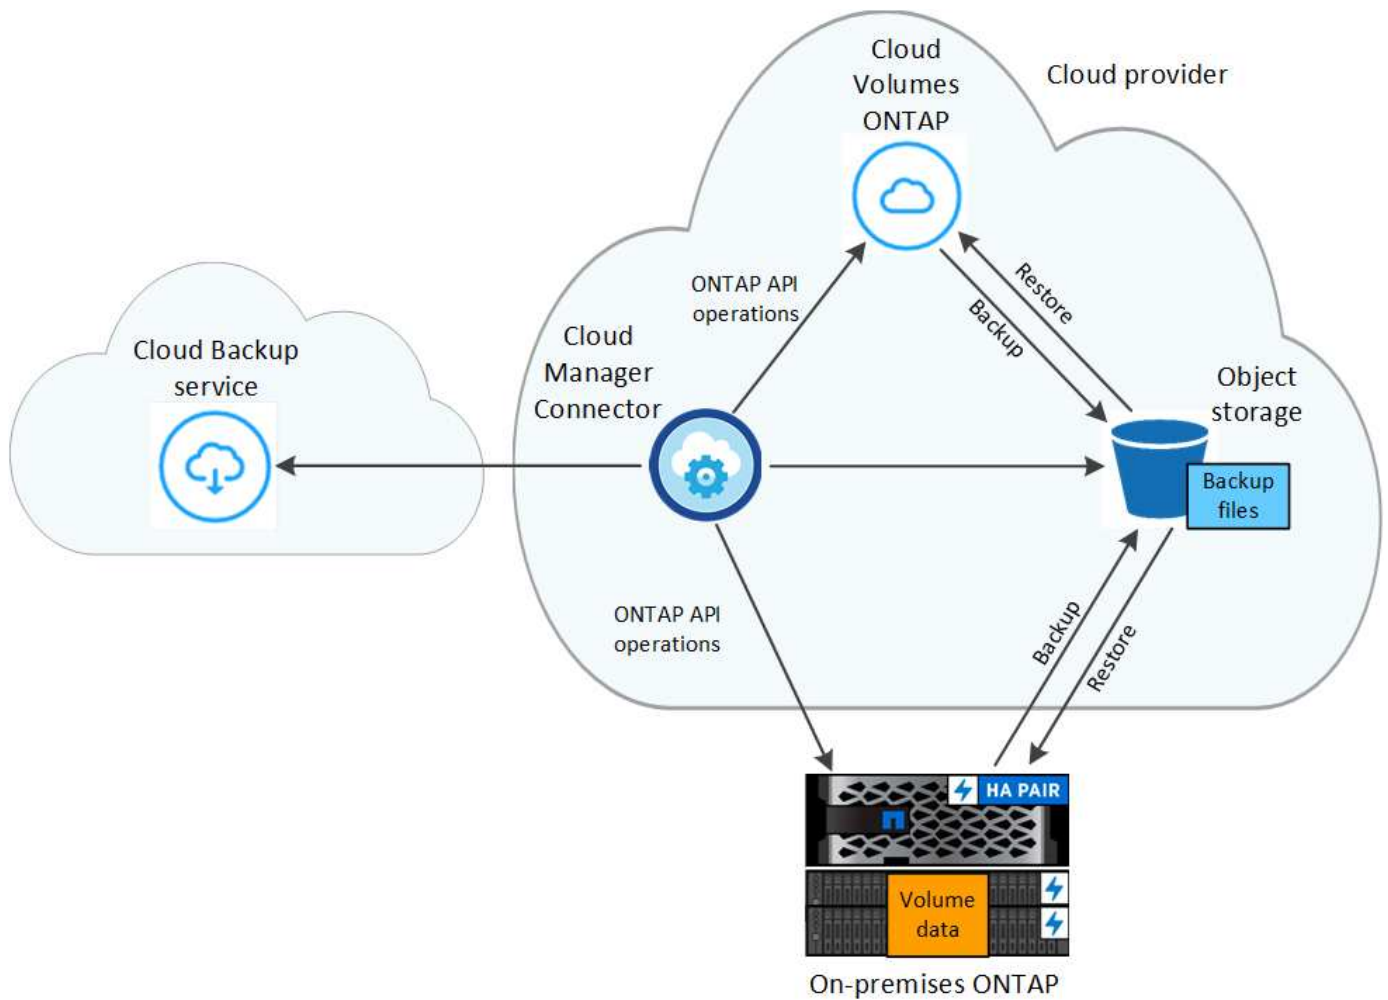 Cloud
Volumes
ONTAP
Cloud provider
ONTAP API
operations
Restore
Backup
Cloud
Manager
Connector
Cloud Backup
service
Object
storage
Backup
files
ONTAP API
operations
Backup
Restore
HA PAIR
Volume
data
On-premises ONTAP